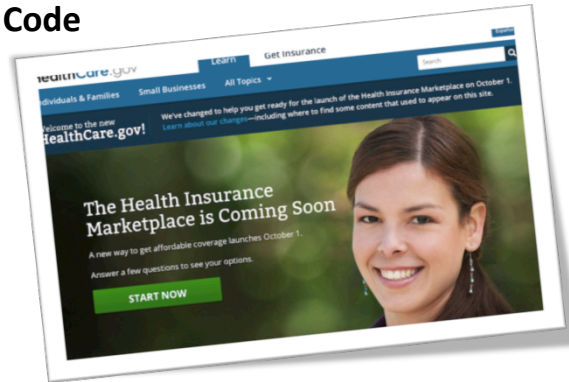 Code
HealthCare.gov
Learn
Get Insurance
Individuals & Families
Small Businesses
All Topics
Search
Welcome to the new
HealthCare.gov!
We've changed to help you get ready for the launch of the Health Insurance Marketplace on October 1.
Learn about our changes—including where to find some content that used to appear on this site.
The Health Insurance
Marketplace is Coming Soon
A new way to get affordable coverage launches October 1.
Answer a few questions to see your options.
START NOW